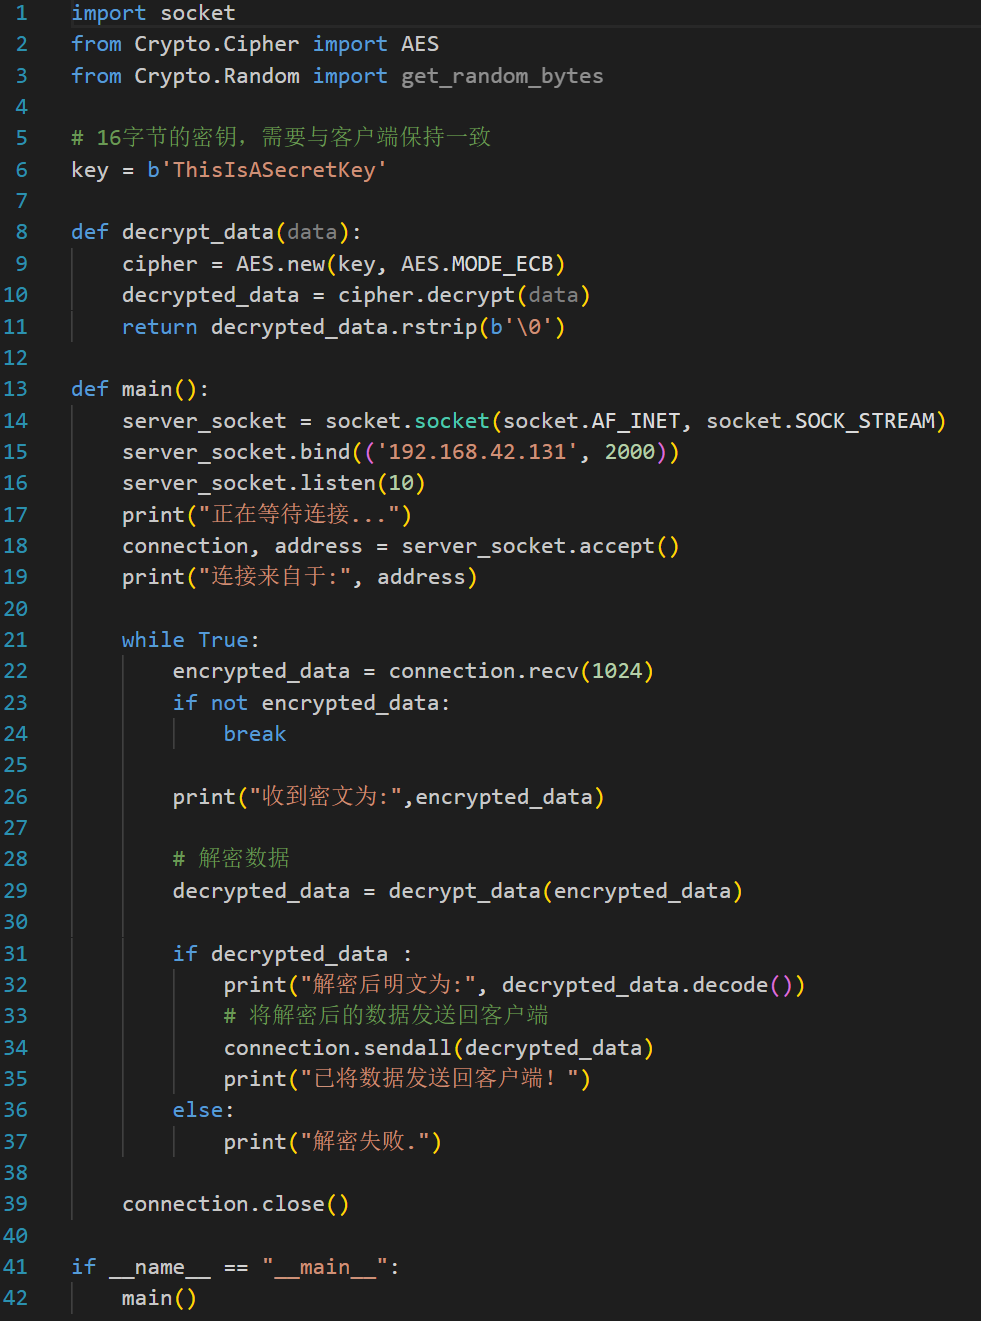 1 import socket
2 from Crypto.Cipher import AES
3 from Crypto.Random import get_random_bytes
4
5 # 16字节的密钥，需要与客户端保持一致
6 key = b'ThisIsASecretKey'
7
8 def decrypt_data(data):
9     cipher = AES.new(key, AES.MODE_ECB)
10     decrypted_data = cipher.decrypt(data)
11     return decrypted_data.rstrip(b'\0')
12
13 def main():
14     server_socket = socket.socket(socket.AF_INET, socket.SOCK_STREAM)
15     server_socket.bind(('192.168.42.131', 2000))
16     server_socket.listen(10)
17     print("正在等待连接...")
18     connection, address = server_socket.accept()
19     print("连接来自于:", address)
20
21     while True:
22         encrypted_data = connection.recv(1024)
23         if not encrypted_data:
24             break
25
26         print("收到密文为:",encrypted_data)
27
28         # 解密数据
29         decrypted_data = decrypt_data(encrypted_data)
30
31         if decrypted_data :
32             print("解密后明文为:", decrypted_data.decode())
33             # 将解密后的数据发送回客户端
34             connection.sendall(decrypted_data)
35             print("已将数据发送回客户端！")
36         else:
37             print("解密失败.")
38
39     connection.close()
40
41 if __name__ == "__main__":
42     main()